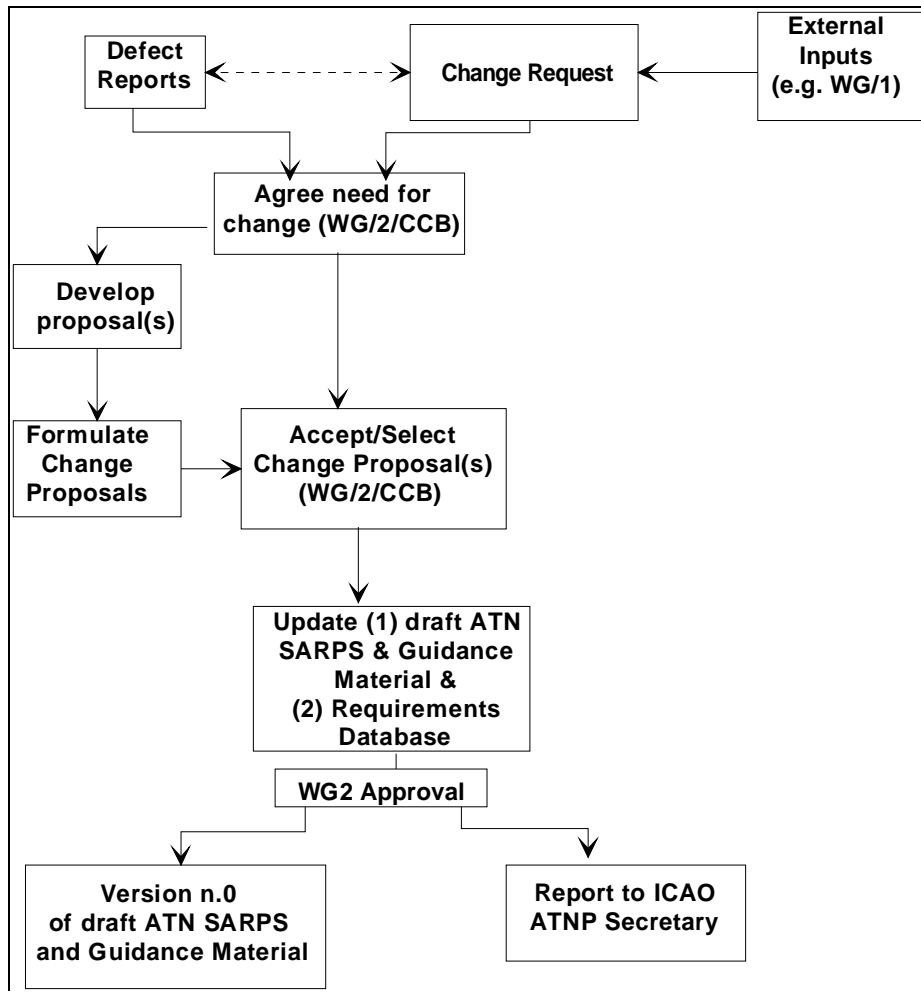 Defect
Reports
Change Request
External
Inputs
(e.g. WG/1)
Agree need for
change (WG/2/CCB)
Develop
proposal(s)
Formulate
Change
Proposals
Accept/Select
Change Proposal(s)
(WG/2/CCB)
Update (1) draft ATN
SARPS & Guidance
Material &
(2) Requirements
Database
WG2 Approval
Version n.0
of draft ATN SARPS
and Guidance Material
Report to ICAO
ATNP Secretary